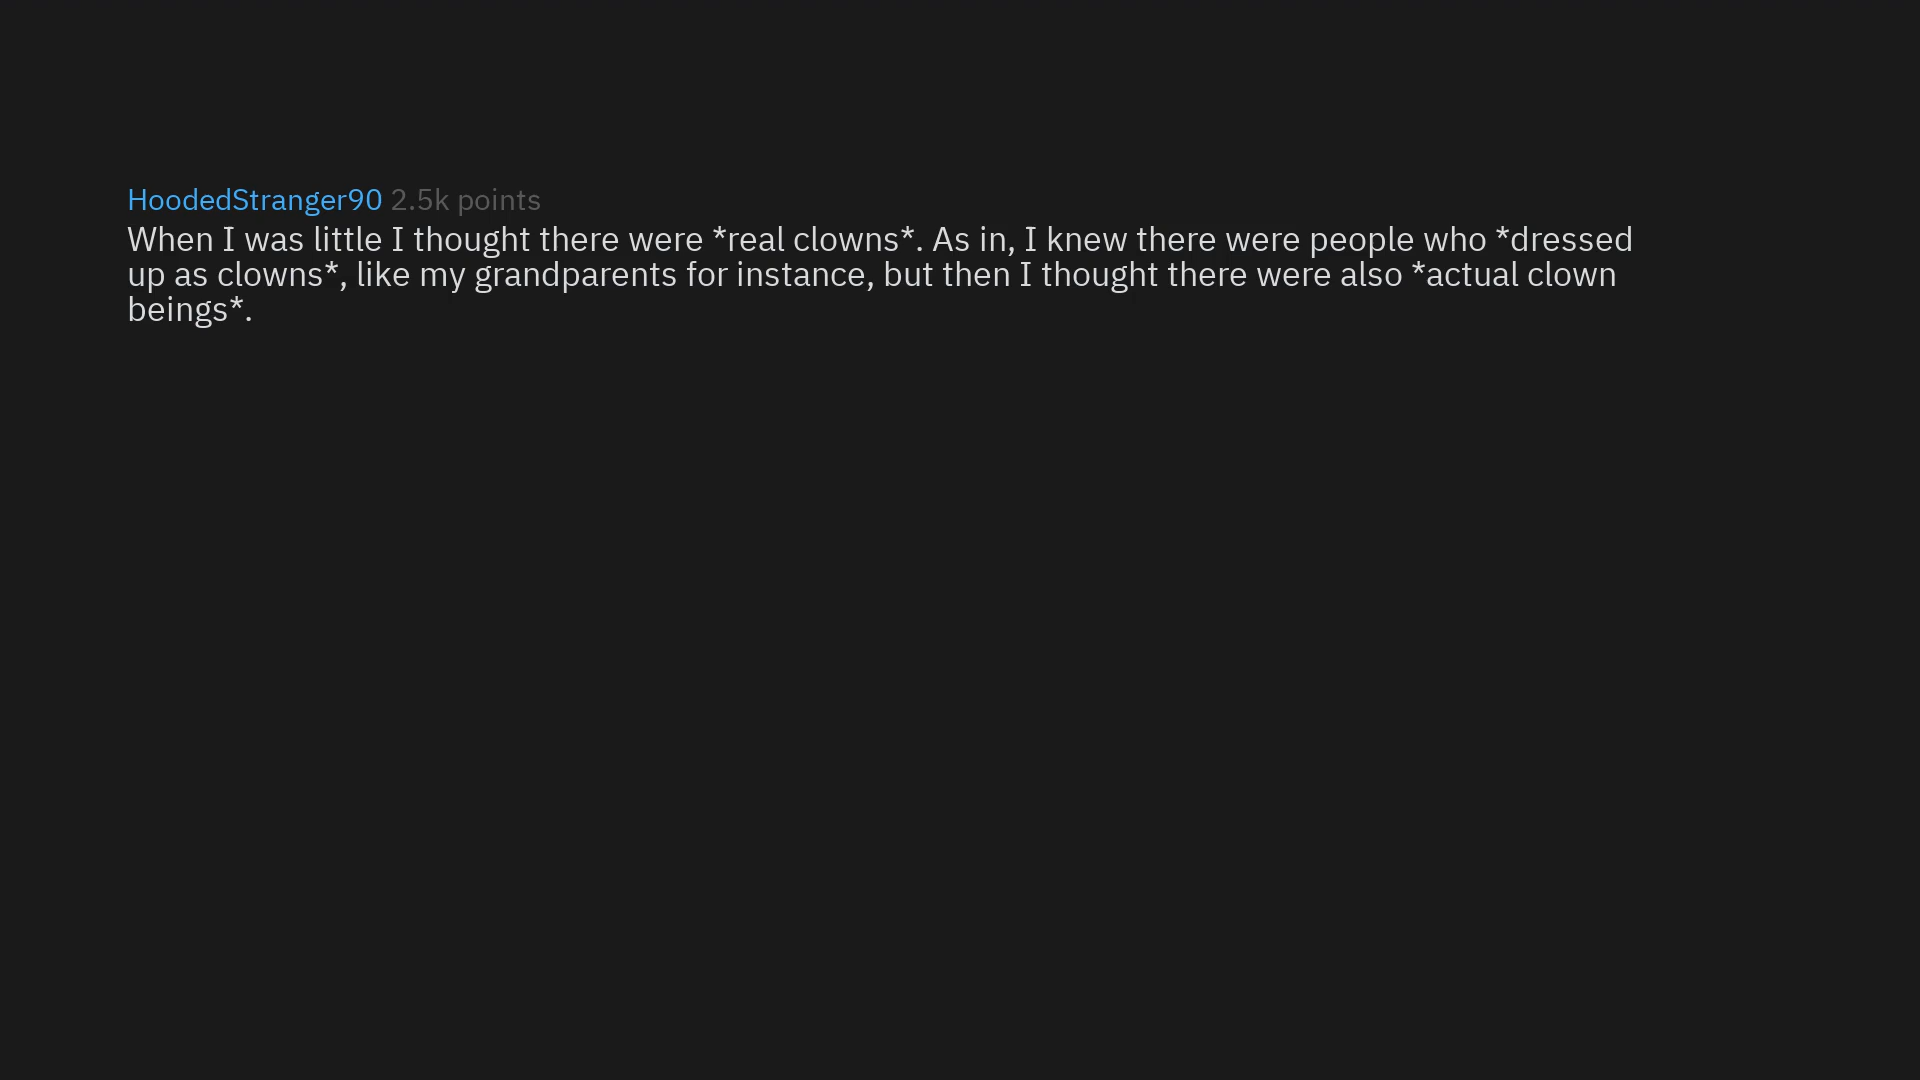 HoodedStranger90 2.5k points
When I was little I thought there were *real clowns*. As in, I knew there were people who *dressed
up as clowns*, like my grandparents for instance, but then I thought there were also *actual clown
beings*.